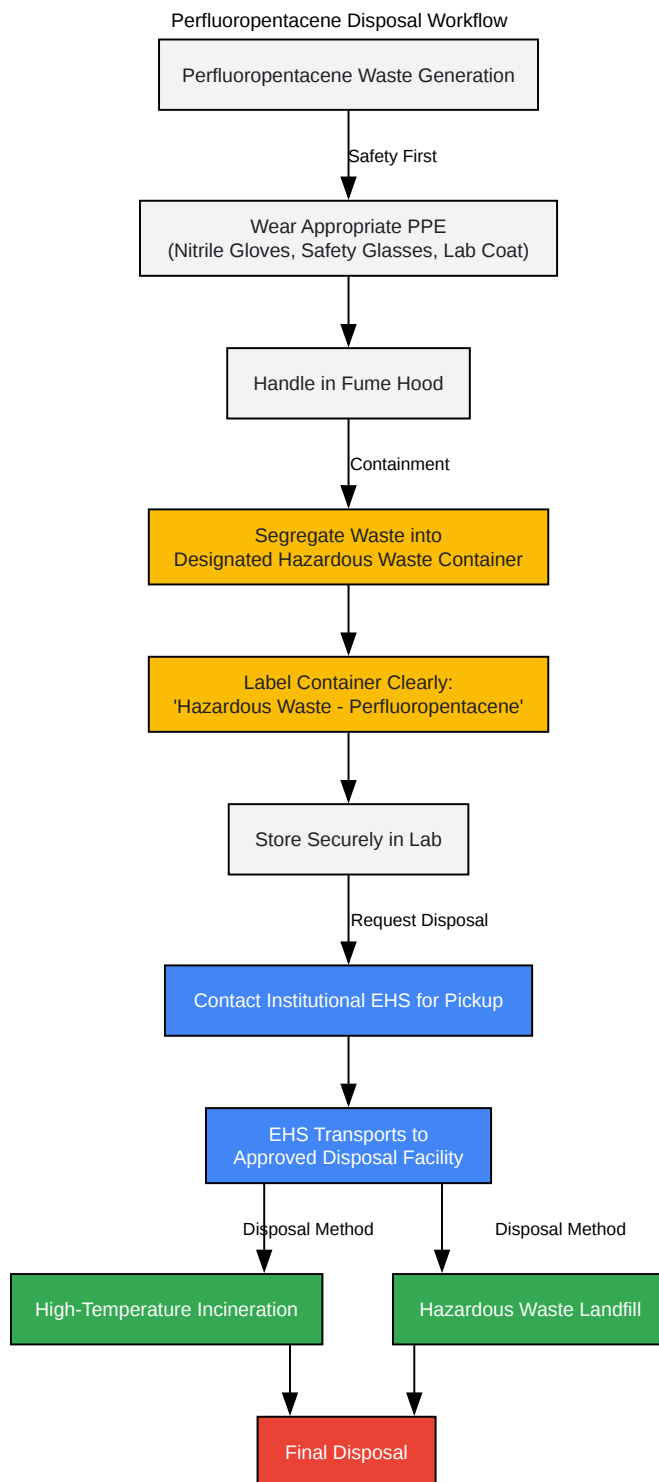 Perfluoropentacene Disposal Workflow
Perfluoropentacene Waste Generation
Safety First
Wear Appropriate PPE
(Nitrile Gloves, Safety Glasses, Lab Coat)
Handle in Fume Hood
Containment
Segregate Waste into
Designated Hazardous Waste Container
Label Container Clearly:
'Hazardous Waste - Perfluoropentacene'
Store Securely in Lab
Request Disposal
Contact Institutional EHS for Pickup
EHS Transports to
Approved Disposal Facility
Disposal Method
Disposal Method
High-Temperature Incineration
Hazardous Waste Landfill
Final Disposal